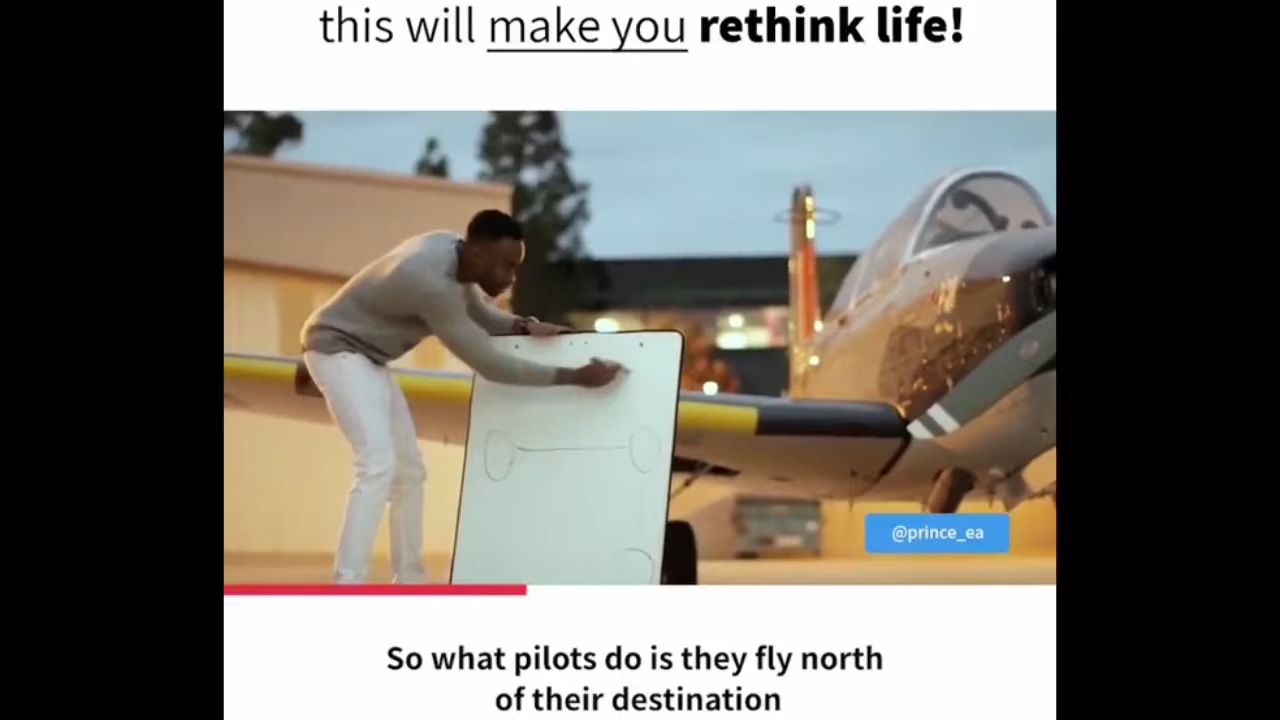 this will make you rethink life!
@prince_ea
So what pilots do is they fly north
of their destination